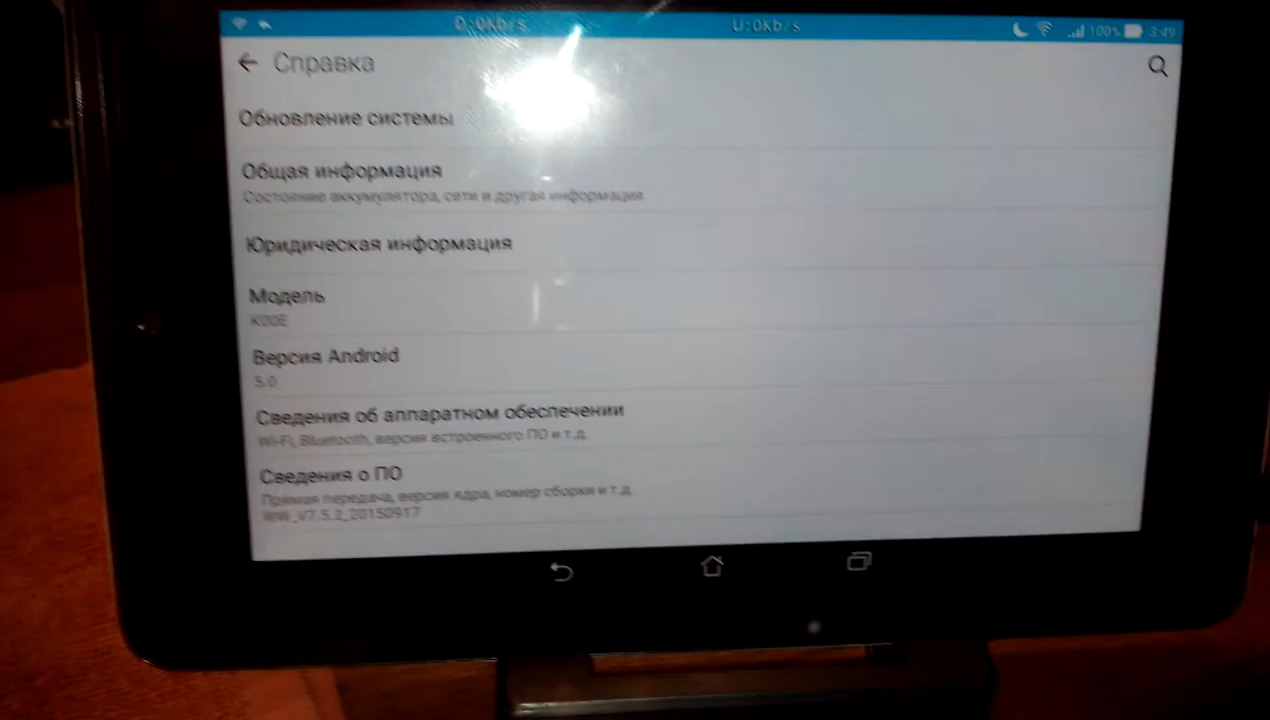 D:0Kb/s U:0Kb/s 100% 3:49
Справка
Обновление системы
Общая информация
Состояние аккумулятора, сети и другая информация
Юридическая информация
Модель
K00E
Версия Android
5.0
Сведения об аппаратном обеспечении
Wi-Fi, Bluetooth, версия встроенного ПО и т.д.
Сведения о ПО
Прямая передача, версия ядра, номер сборки и т.д.
WW_V7.5.2_20150917